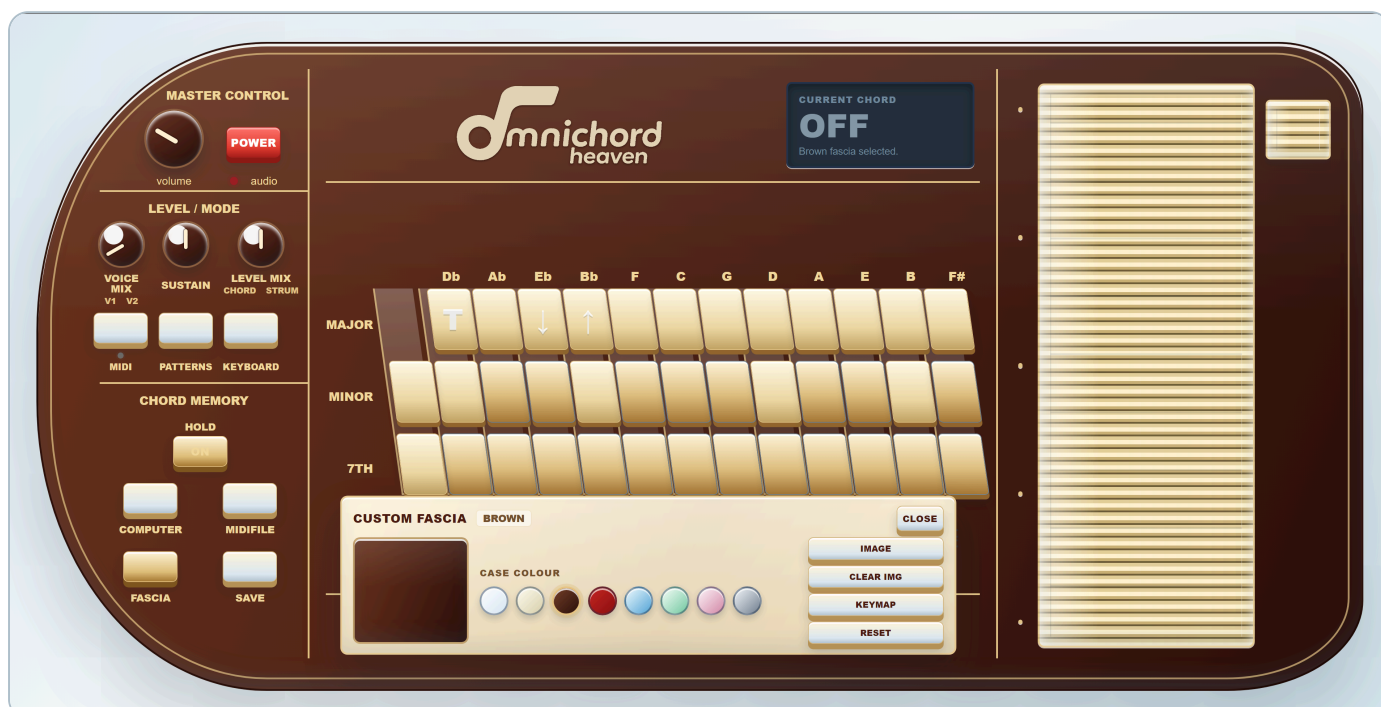 MASTER CONTROL
POWER
volume
audio
LEVEL / MODE
VOICE
MIX
V1 V2
SUSTAIN
LEVEL MIX
CHORD STRUM
MIDI
PATTERNS
KEYBOARD
CHORD MEMORY
HOLD
ON
COMPUTER
MIDIFILE
FASCIA
SAVE
omnichord
heaven
CURRENT CHORD
OFF
Brown fascia selected.
Db Ab Eb Bb F C G D A E B F#
MAJOR
T ↓ ↑
MINOR
7TH
CUSTOM FASCIA BROWN
CLOSE
CASE COLOUR
IMAGE
CLEAR IMG
KEYMAP
RESET